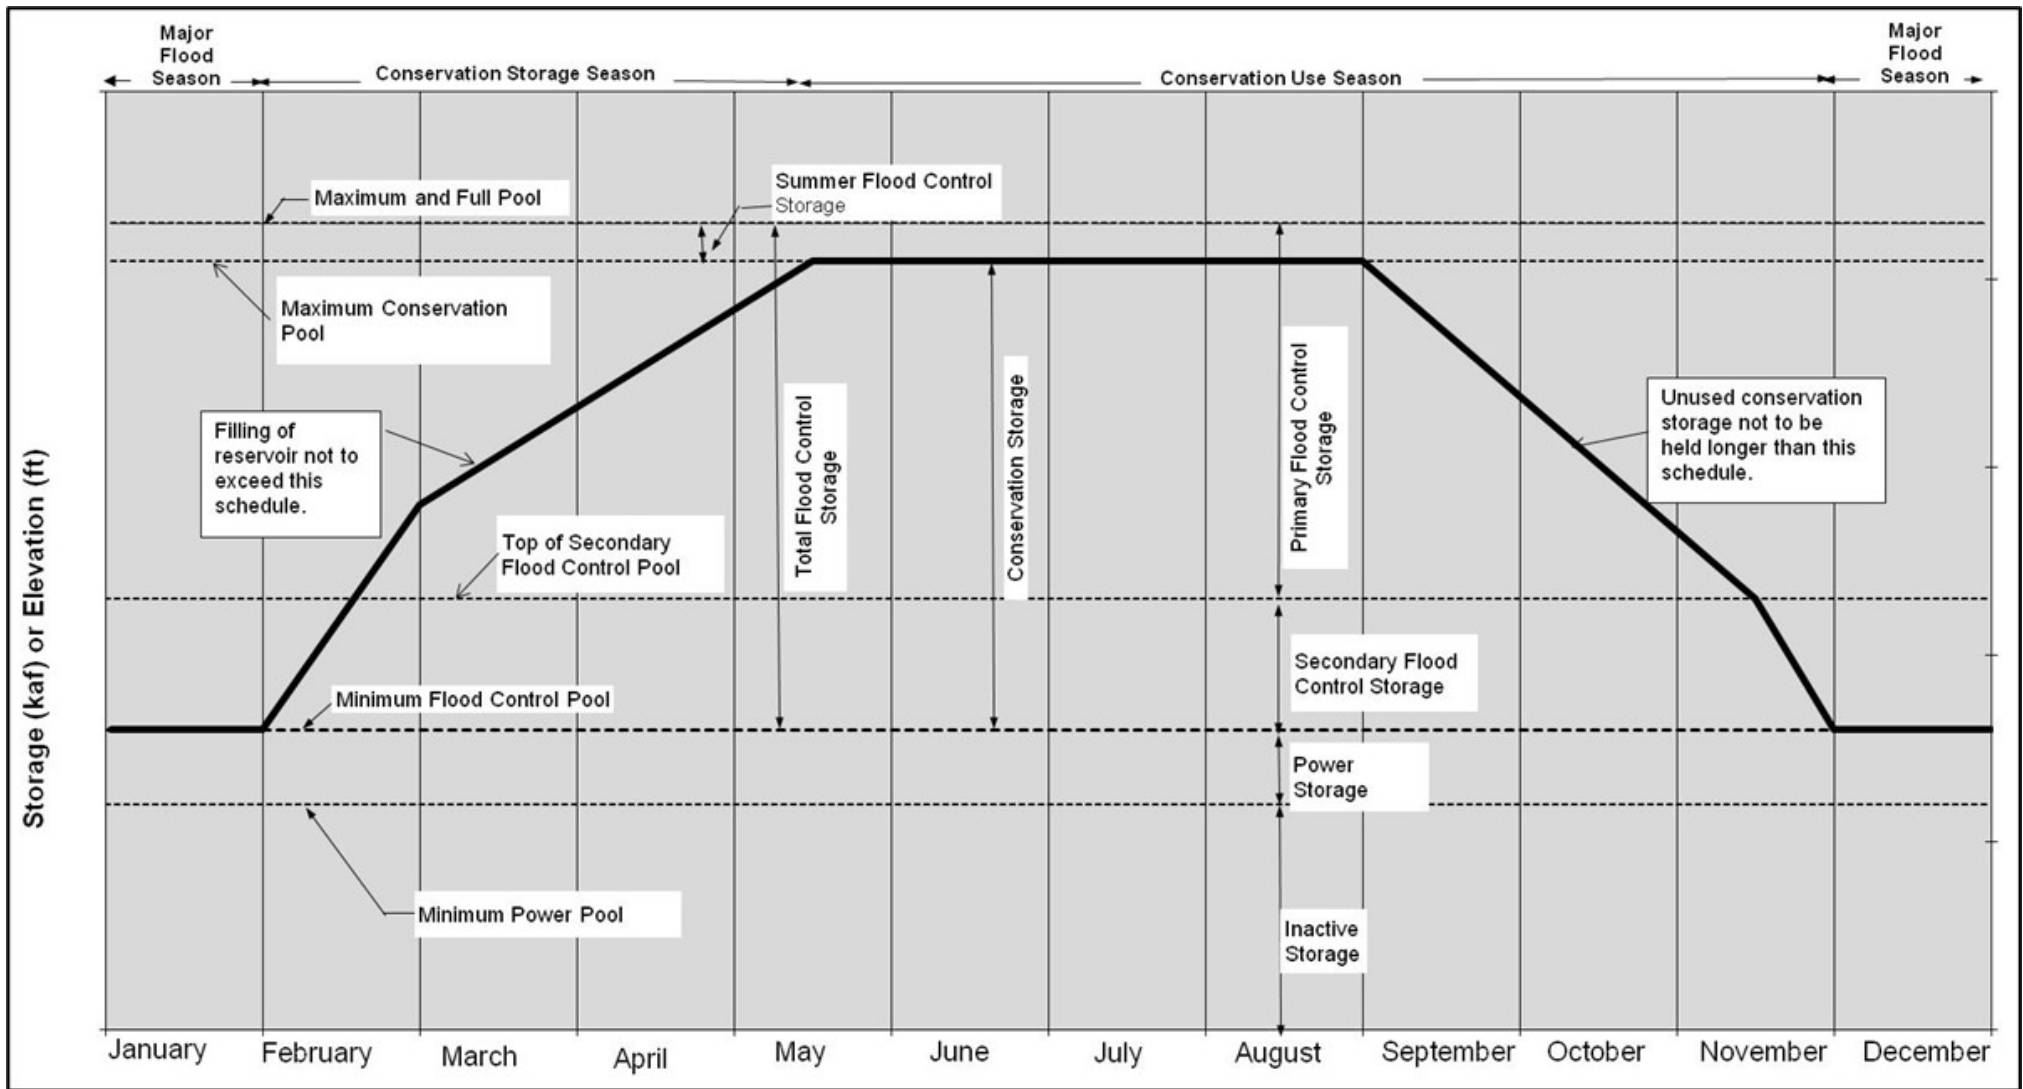 Major
Flood
Season
Conservation Storage Season
Conservation Use Season
Major
Flood
Season
Maximum and Full Pool
Summer Flood Control
Storage
Maximum Conservation
Pool
Filling of
reservoir not to
exceed this
schedule.
Top of Secondary
Flood Control Pool
Minimum Flood Control Pool
Minimum Power Pool
Total Flood Control
Storage
Conservation Storage
Primary Flood Control
Storage
Unused conservation
storage not to be
held longer than this
schedule.
Secondary Flood
Control Storage
Power
Storage
Inactive
Storage
Storage (kaf) or Elevation (ft)
January February March April May June July August September October November December